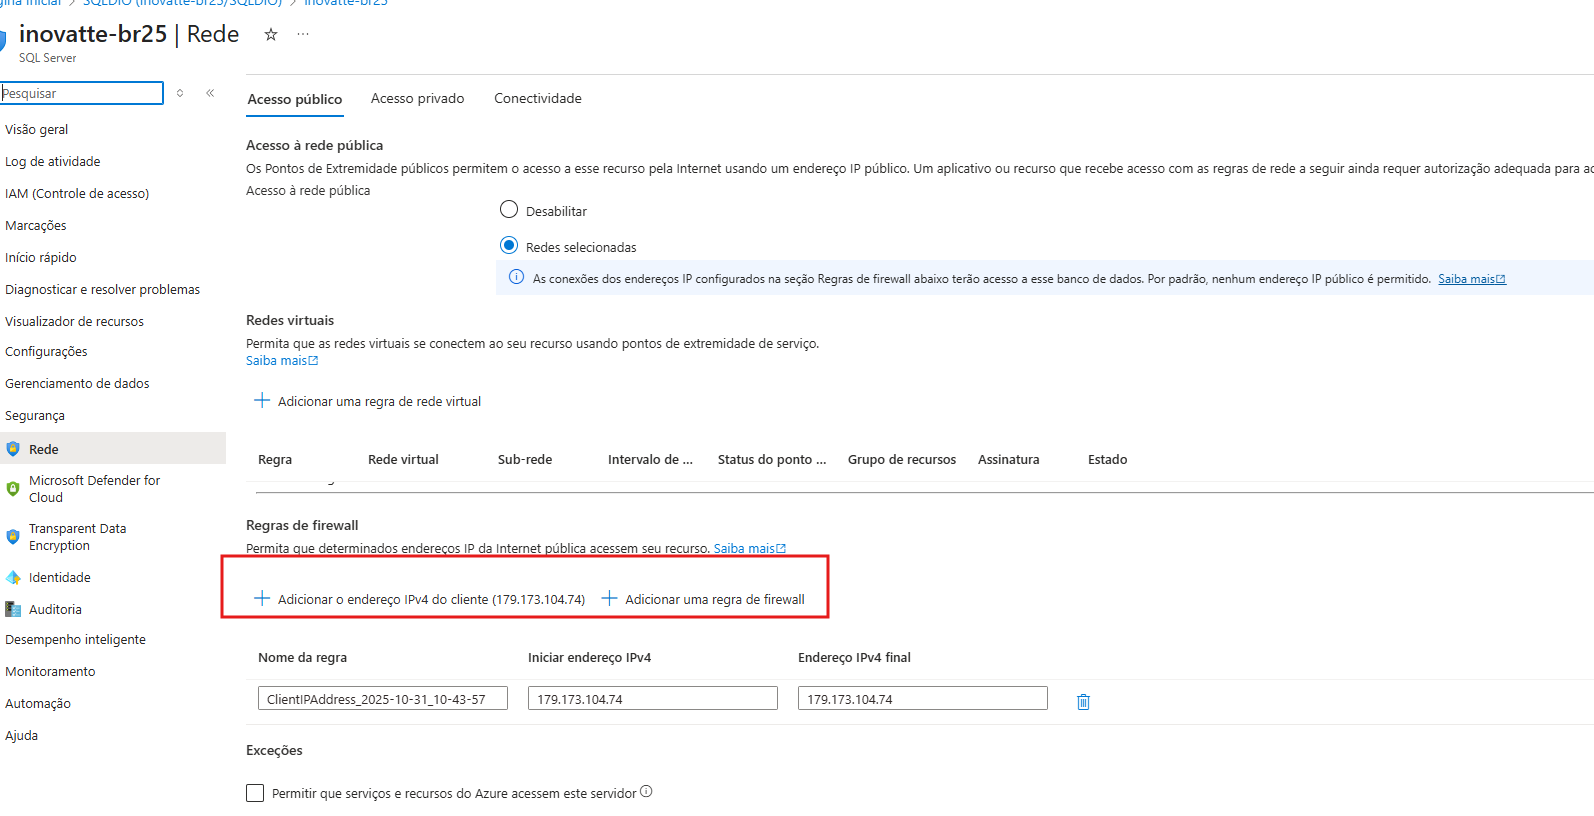 SQLDIO (inovatte-br25/SQLDIO) > inovatte-br25
inovatte-br25 | Rede
SQL Server
Pesquisar
Visão geral
Log de atividade
IAM (Controle de acesso)
Marcações
Início rápido
Diagnosticar e resolver problemas
Visualizador de recursos
Configurações
Gerenciamento de dados
Segurança
Rede
Microsoft Defender for
Cloud
Transparent Data
Encryption
Identidade
Auditoria
Desempenho inteligente
Monitoramento
Automação
Ajuda
Acesso público Acesso privado Conectividade
Acesso à rede pública
Os Pontos de Extremidade públicos permitem o acesso a esse recurso pela Internet usando um endereço IP público. Um aplicativo ou recurso que recebe acesso com as regras de rede a seguir ainda requer autorização adequada para
Acesso à rede pública
Desabilitar
Redes selecionadas
As conexões dos endereços IP configurados na seção Regras de firewall abaixo terão acesso a esse banco de dados. Por padrão, nenhum endereço IP público é permitido. Saiba mais
Redes virtuais
Permita que as redes virtuais se conectem ao seu recurso usando pontos de extremidade de serviço.
Saiba mais
+ Adicionar uma regra de rede virtual
Regra Rede virtual Sub-rede Intervalo de ... Status do ponto ... Grupo de recursos Assinatura Estado
Regras de firewall
Permita que determinados endereços IP da Internet pública acessem seu recurso. Saiba mais
+ Adicionar o endereço IPv4 do cliente (179.173.104.74) + Adicionar uma regra de firewall
Nome da regra Iniciar endereço IPv4 Endereço IPv4 final
ClientIPAddress_2025-10-31_10-43-57 179.173.104.74 179.173.104.74
Exceções
Permitir que serviços e recursos do Azure acessem este servidor